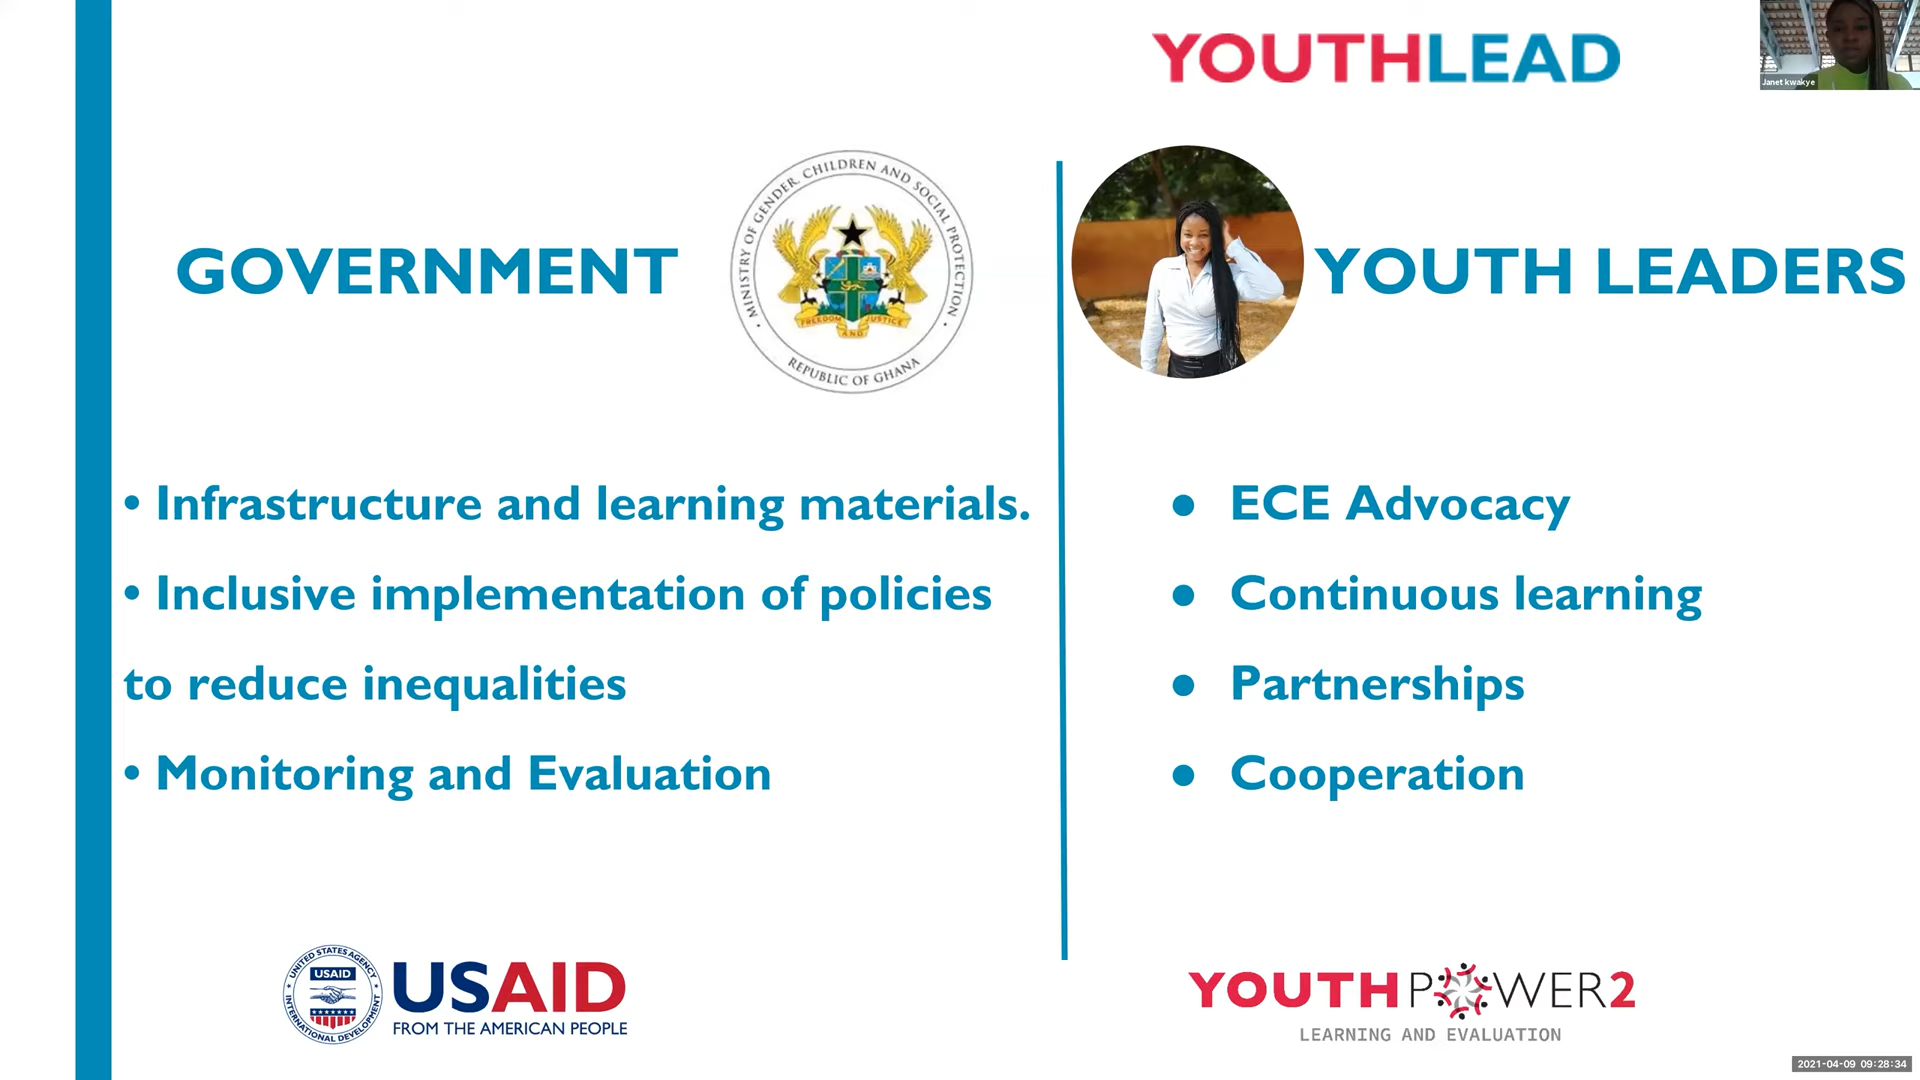 YOUTHLEAD
Janet kwakye
GOVERNMENT
• MINISTRY OF GENDER, CHILDREN AND SOCIAL PROTECTION •
FREEDOM AND JUSTICE
REPUBLIC OF GHANA
• Infrastructure and learning materials.
• Inclusive implementation of policies
to reduce inequalities
• Monitoring and Evaluation
YOUTH LEADERS
● ECE Advocacy
● Continuous learning
● Partnerships
● Cooperation
UNITED STATES AGENCY
USAID
INTERNATIONAL DEVELOPMENT
USAID
FROM THE AMERICAN PEOPLE
YOUTHPOWER2
LEARNING AND EVALUATION
2021-04-09 09:28:34